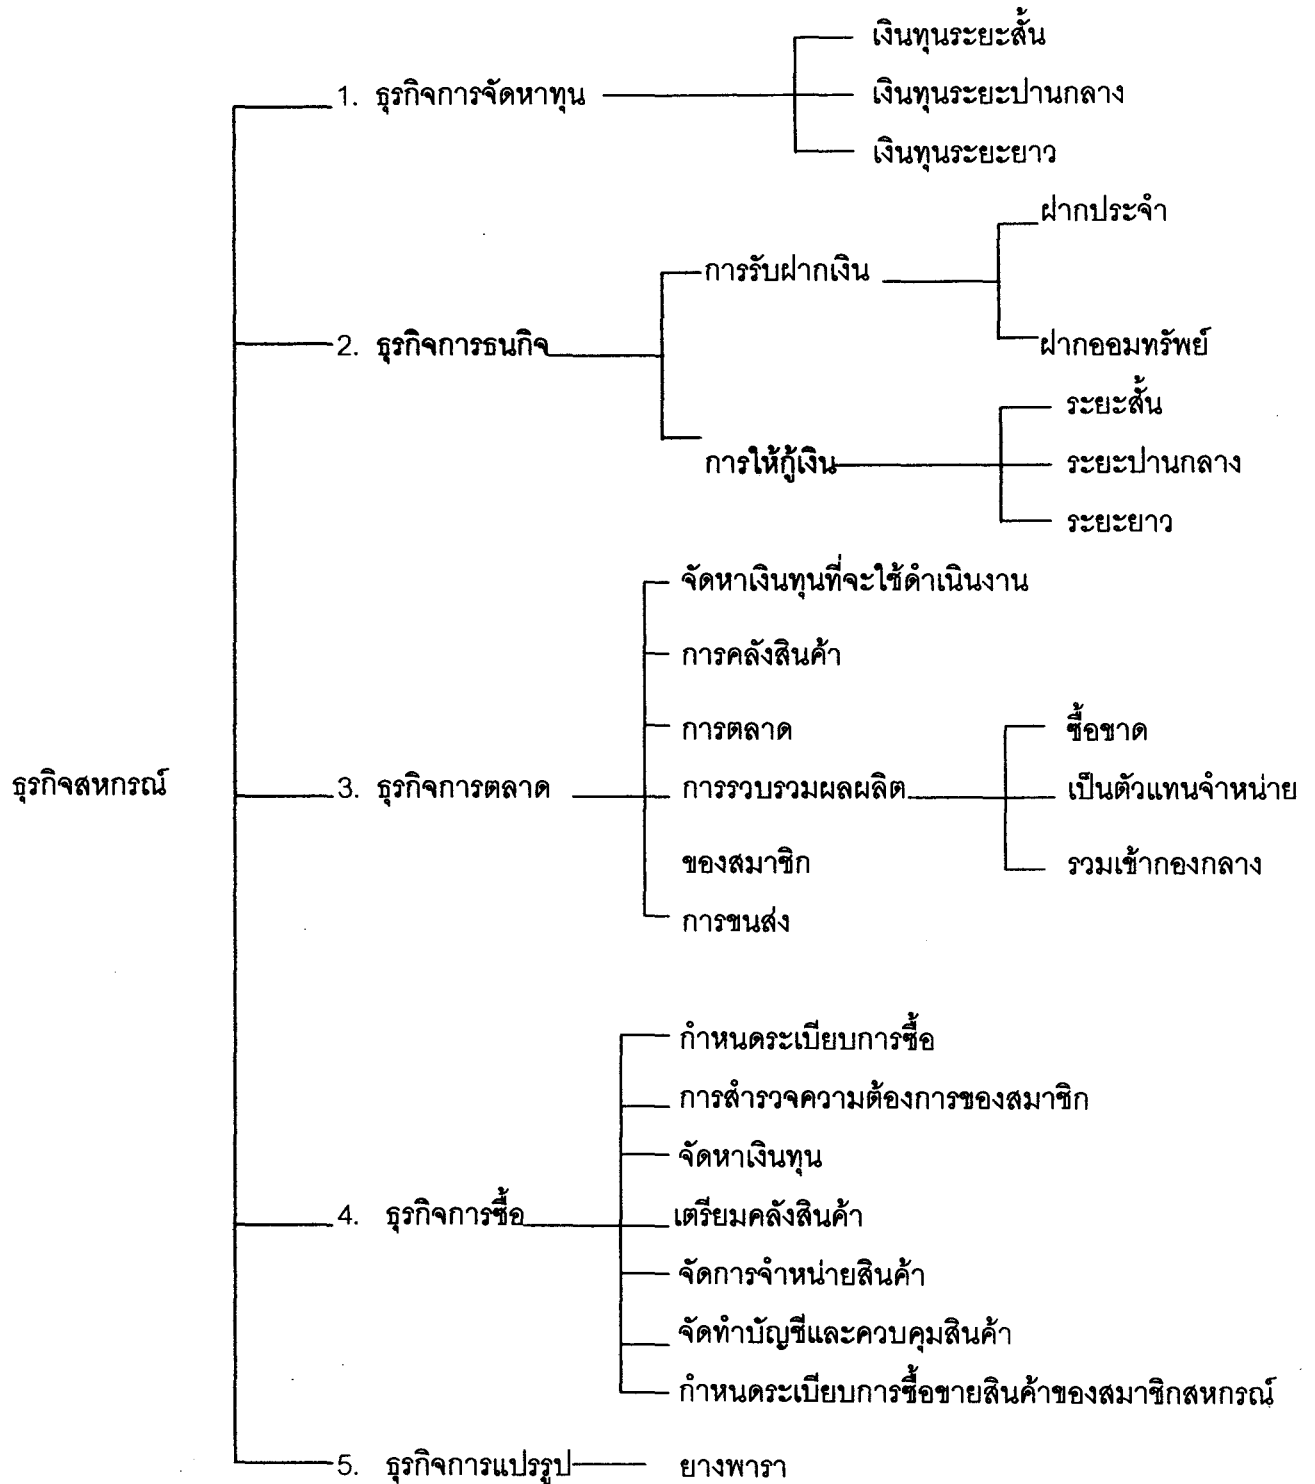 เงินทุนระยะสั้น
1. ธุรกิจการจัดหาทุน
เงินทุนระยะปานกลาง
เงินทุนระยะยาว
ฝากประจำ
การรับฝากเงิน
2. ธุรกิจการธนกิจ
ฝากออมทรัพย์
ระยะสั้น
การให้กู้เงิน
ระยะปานกลาง
ระยะยาว
จัดหาเงินทุนที่จะใช้ดำเนินงาน
การคลังสินค้า
การตลาด
ซื้อขาด
ธุรกิจสหกรณ์
3. ธุรกิจการตลาด
การรวบรวมผลผลิต
เป็นตัวแทนจำหน่าย
ของสมาชิก
รวมเข้ากองกลาง
การขนส่ง
กำหนดระเบียบการซื้อ
การสำรวจความต้องการของสมาชิก
จัดหาเงินทุน
4. ธุรกิจการซื้อ
เตรียมคลังสินค้า
จัดการจำหน่ายสินค้า
จัดทำบัญชีและควบคุมสินค้า
กำหนดระเบียบการซื้อขายสินค้าของสมาชิกสหกรณ์
5. ธุรกิจการแปรรูป
ยางพารา